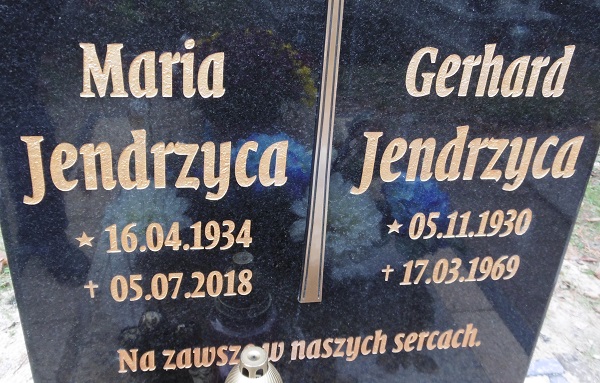 Maria
Jendrzyca
★ 16.04.1934
✝ 05.07.2018
Gerhard
Jendrzyca
★ 05.11.1930
✝ 17.03.1969
Na zawsze w naszych sercach.